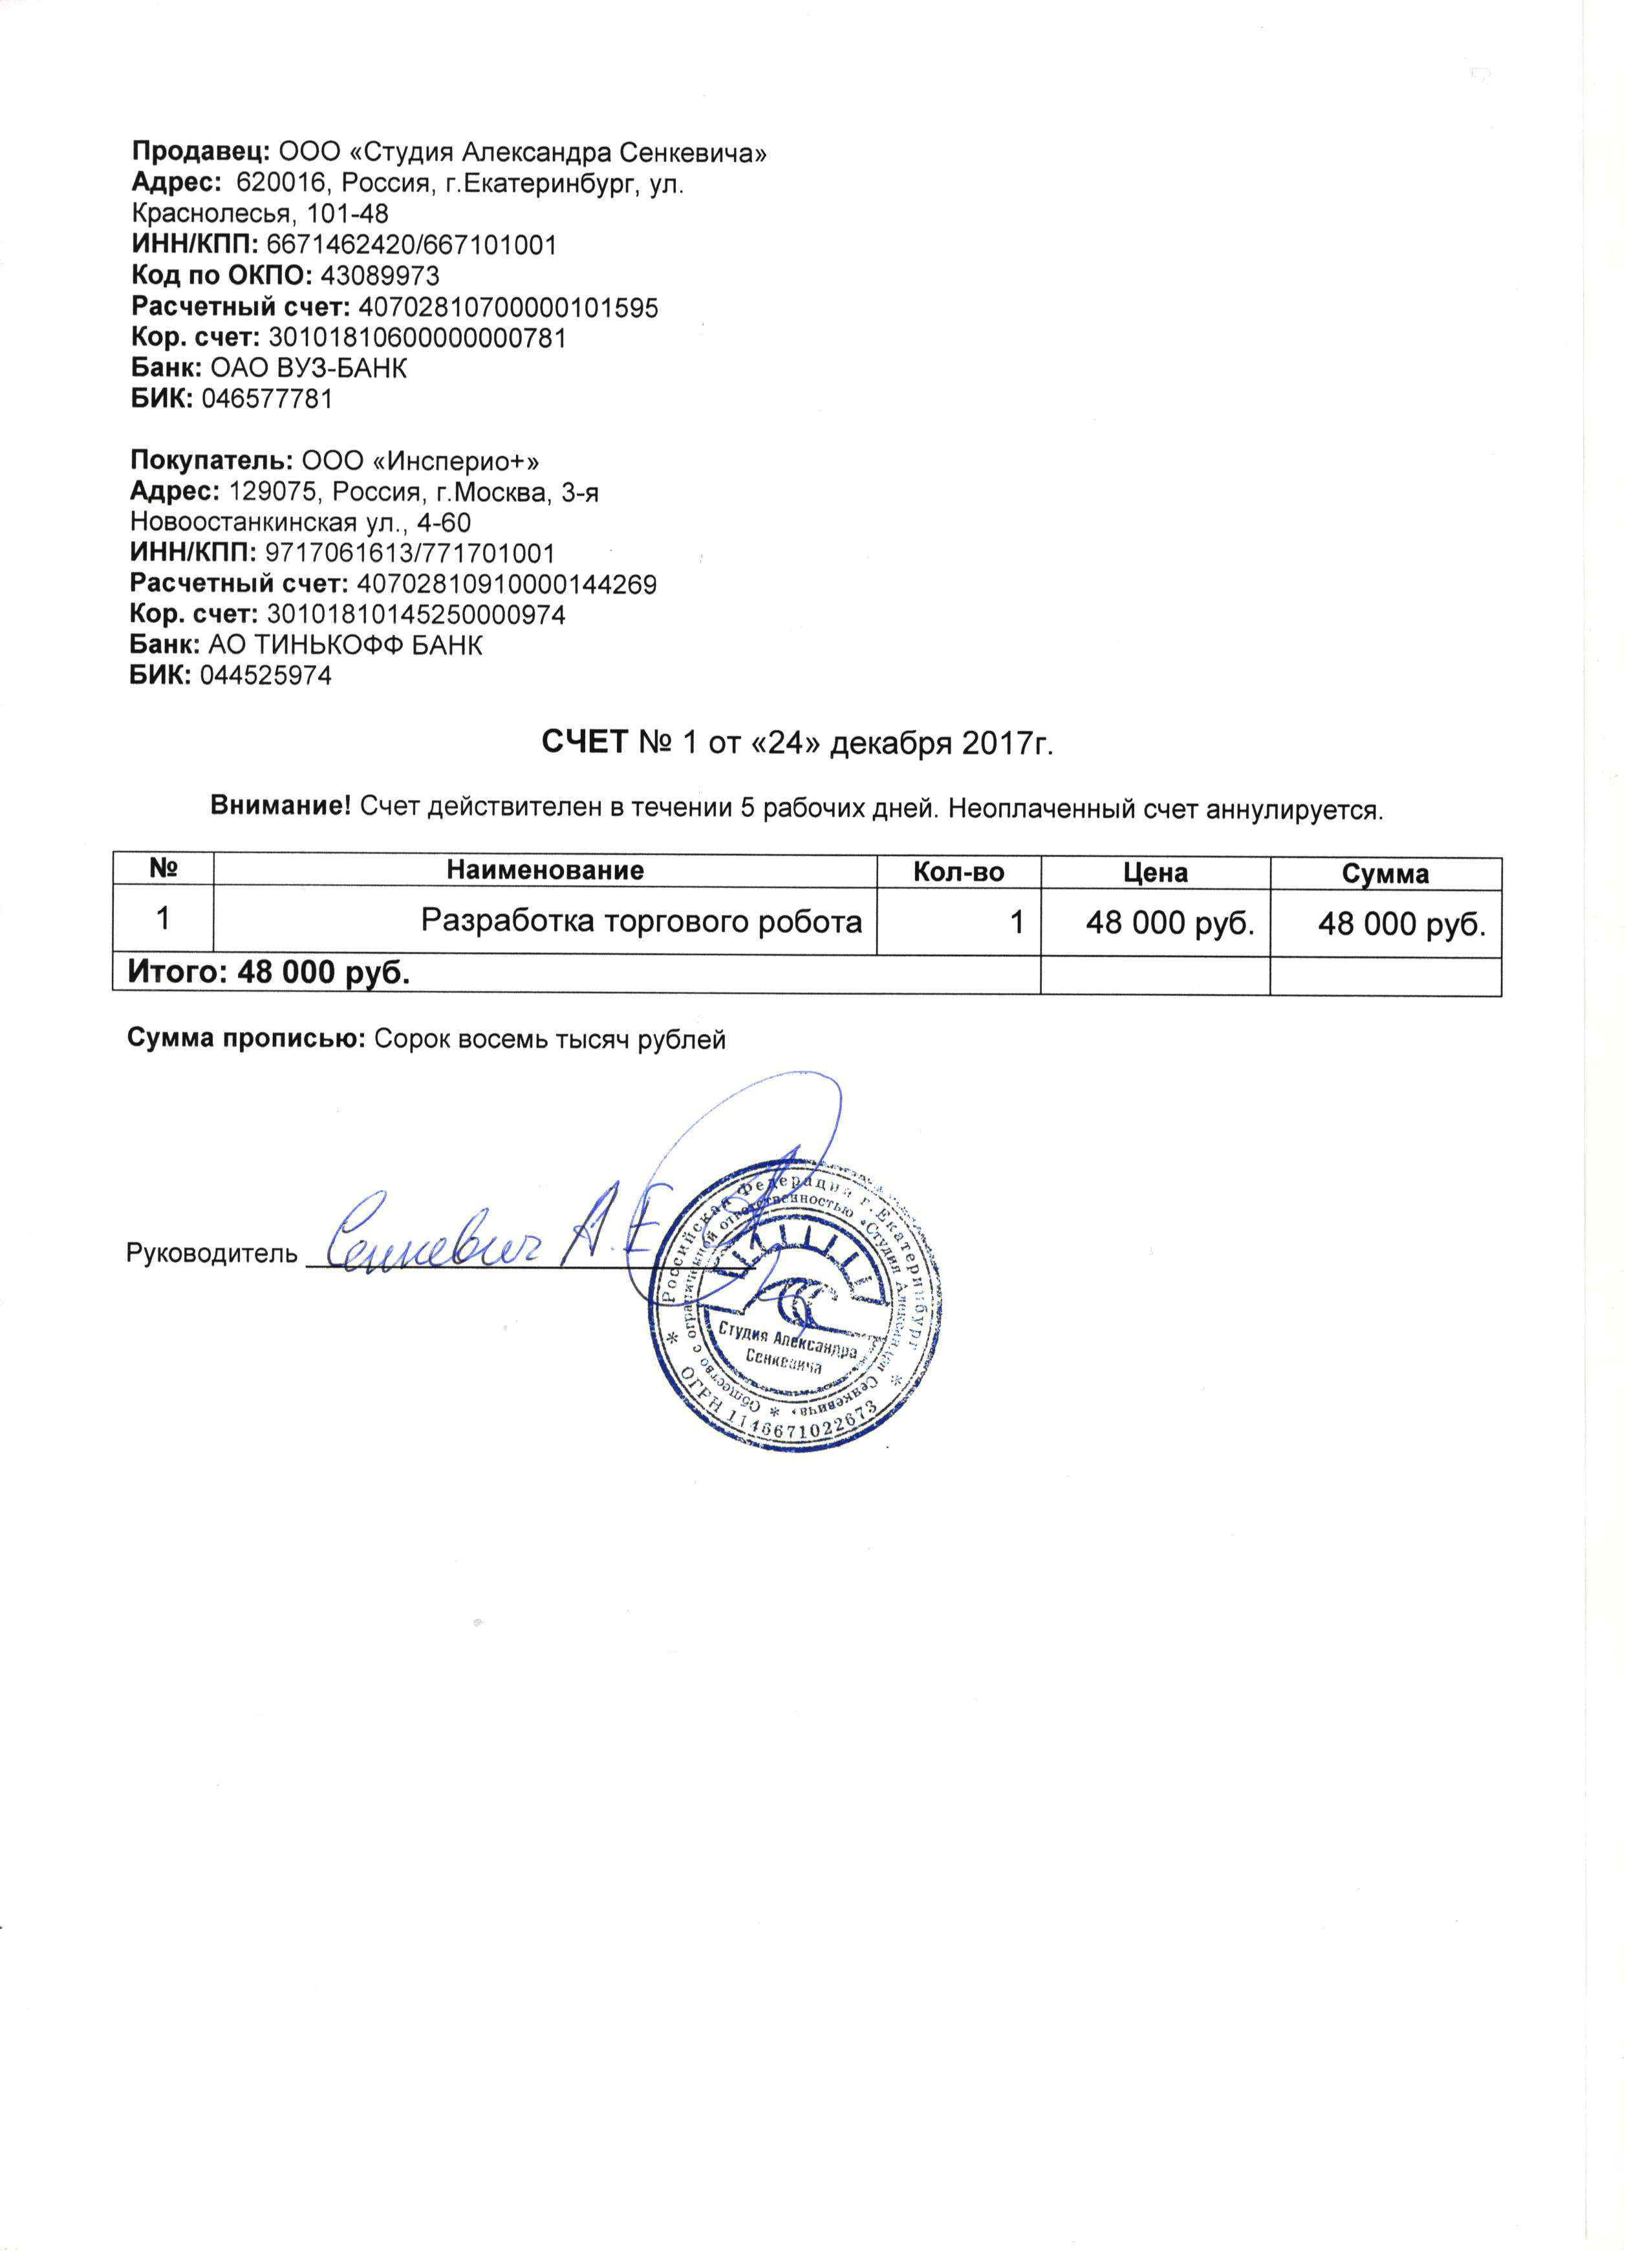 Продавец: ООО «Студия Александра Сенкевича»
Адрес: 620016, Россия, г.Екатеринбург, ул.
Краснолесья, 101-48
ИНН/КПП: 6671462420/667101001
Код по ОКПО: 43089973
Расчетный счет: 40702810700000101595
Кор. счет: 30101810600000000781
Банк: ОАО ВУЗ-БАНК
БИК: 046577781
Покупатель: ООО «Инсперио+»
Адрес: 129075, Россия, г.Москва, 3-я
Новоостанкинская ул., 4-60
ИНН/КПП: 9717061613/771701001
Расчетный счет: 40702810910000144269
Кор. счет: 30101810145250000974
Банк: АО ТИНЬКОФФ БАНК
БИК: 044525974
СЧЕТ № 1 от «24» декабря 2017г.
Внимание! Счет действителен в течении 5 рабочих дней. Неоплаченный счет аннулируется.
№ Наименование Кол-во Цена Сумма
1 Разработка торгового робота 1 48 000 руб. 48 000 руб.
Итого: 48 000 руб.
Сумма прописью: Сорок восемь тысяч рублей
Руководитель Сенкевич А.Е.
Российская Федерация г. Екатеринбург
Общество с ограниченной ответственностью «Студия Александра Сенкевича»
Студия Александра
Сенкевича
ОГРН 1146671022673